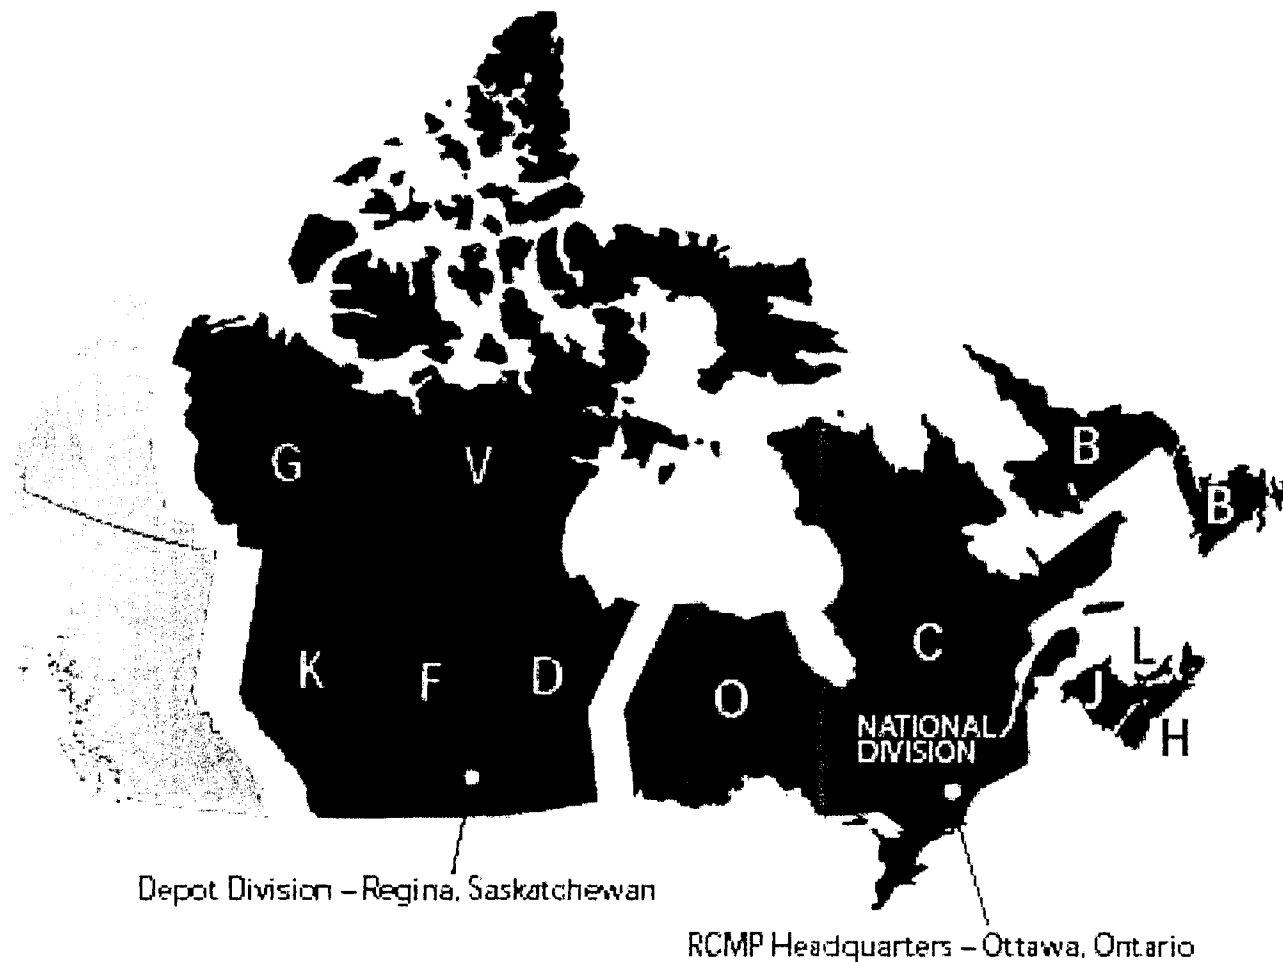 G
V
B
B
K
F
D
O
C
L
J
H
NATIONAL
DIVISION
Depot Division – Regina, Saskatchewan
RCMP Headquarters – Ottawa, Ontario